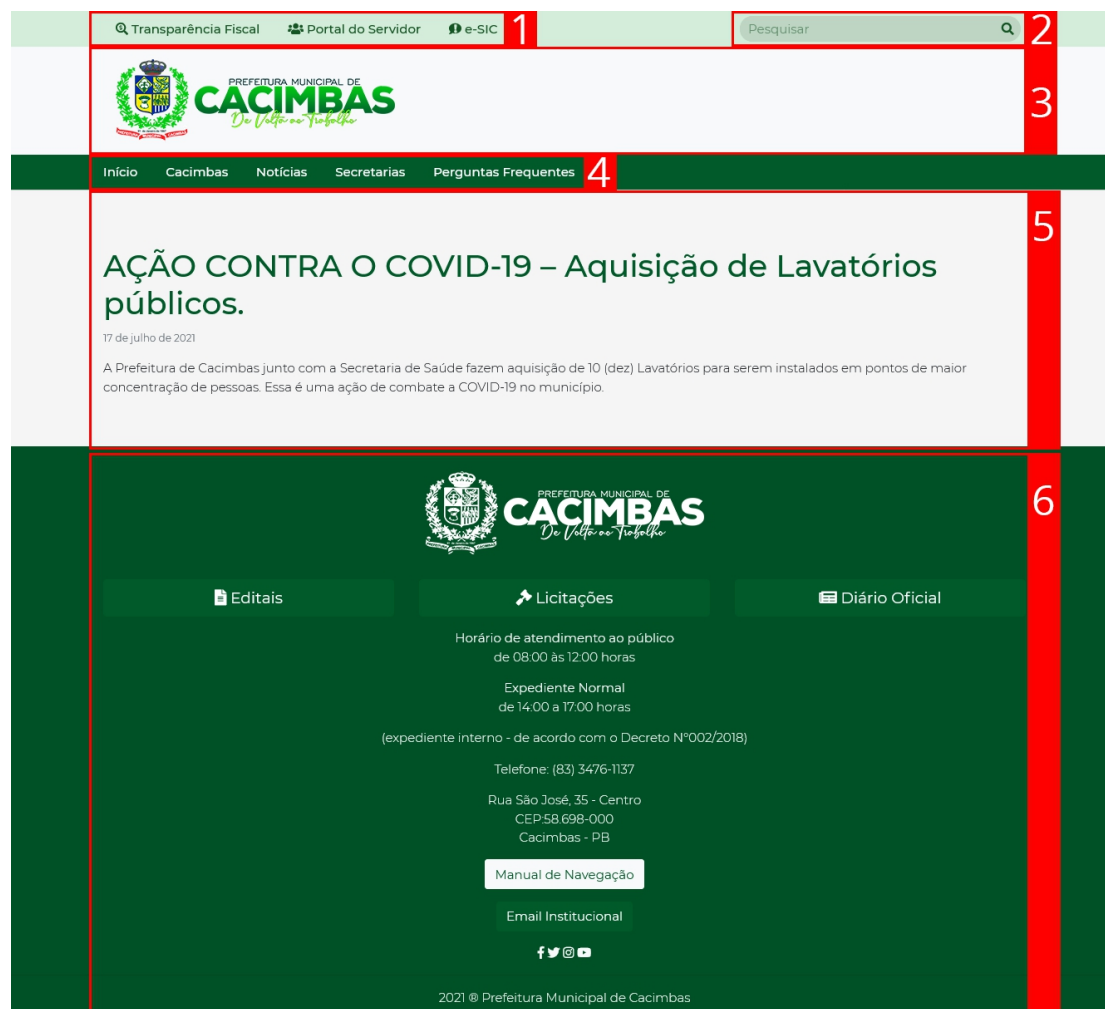 Transparência Fiscal Portal do Servidor e-SIC 1 Pesquisar 2
PREFEITURA MUNICIPAL DE
CACIMBAS
De Volta ao Trabalho
3
Início Cacimbas Notícias Secretarias Perguntas Frequentes 4
5
AÇÃO CONTRA O COVID-19 – Aquisição de Lavatórios
públicos.
17 de julho de 2021
A Prefeitura de Cacimbas junto com a Secretaria de Saúde fazem aquisição de 10 (dez) Lavatórios para serem instalados em pontos de maior
concentração de pessoas. Essa é uma ação de combate a COVID-19 no município.
6
PREFEITURA MUNICIPAL DE
CACIMBAS
De Volta ao Trabalho
Editais Licitações Diário Oficial
Horário de atendimento ao público
de 08:00 às 12:00 horas
Expediente Normal
de 14:00 a 17:00 horas
(expediente interno - de acordo com o Decreto N°002/2018)
Telefone: (83) 3476-1137
Rua São José, 35 - Centro
CEP:58.698-000
Cacimbas - PB
Manual de Navegação
Email Institucional
2021 ® Prefeitura Municipal de Cacimbas